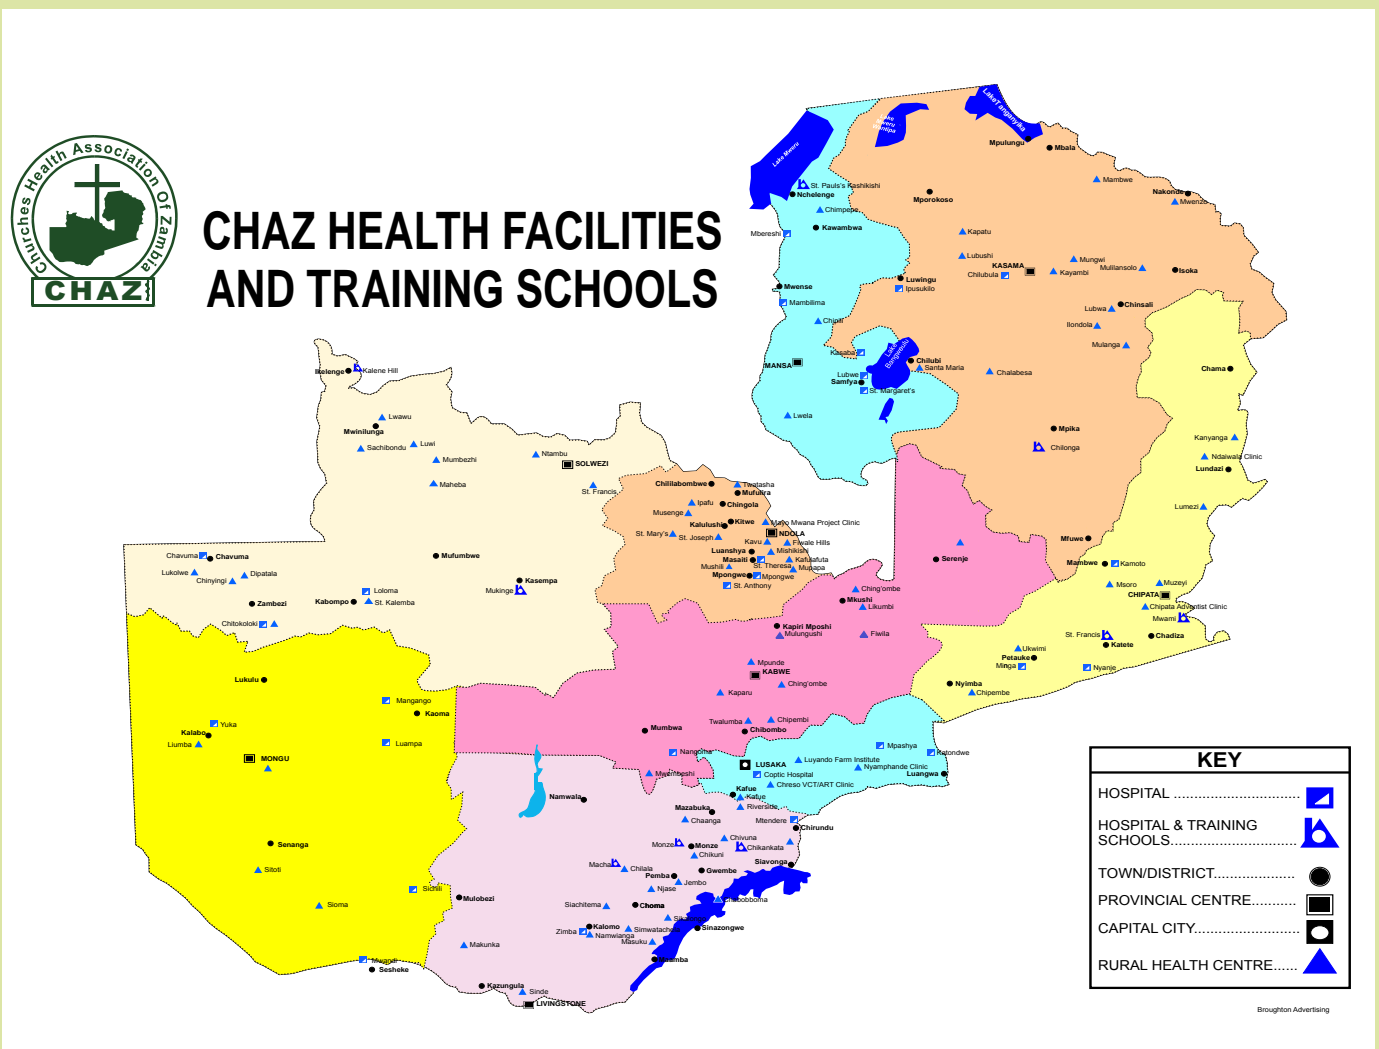 Churches Health Association Of Zambia
CHAZ
CHAZ HEALTH FACILITIES
AND TRAINING SCHOOLS
Lake Tanganyika
Lake Mweru
Mpulungu
Mbala
Mambwe
Nakonde
Mwenzo
St. Pauls's Kashikishi
Nchelenge
Mporokoso
Chimpepe
Kawambwa
Mbereshi
Kapatu
Lubushi
KASAMA
Chilubula
Mungwi
Kayambi
Mulilansolo
Isoka
Luwingu
Ipusukilo
Mwense
Mambilima
Chinsali
Lubwa
Ilondola
Mulanga
Chipili
Kasaba
Lake Bangweulu
Chilubi
Santa Maria
MANSA
Lubwe
Samfya
St. Margaret's
Chalabesa
Chama
Lwela
Mpika
Chilonga
Kanyanga
Ndaiwala Clinic
Lundazi
Lumezi
Ikelenge
Kalene Hill
Lwawu
Mwinilunga
Sachibondu
Luwi
Mumbezhi
Ntambu
SOLWEZI
Maheba
St. Francis
Chililabombwe
Twatasha
Mufulira
Ipafu
Chingola
Musenge
Kalulushi
Kitwe
Mayo Mwana Project Clinic
NDOLA
St. Mary's
St. Joseph
Kavu
Fiwale Hills
Luanshya
Mishikishi
Masaiti
Kafulafuta
Mushili
St. Theresa
Mupapa
Mpongwe
Mpongwe
St. Anthony
Chavuma
Chavuma
Lukolwe
Chinyingi
Dipatala
Zambezi
Chitokoloki
Mufumbwe
Kasempa
Mukinge
Loloma
Kabompo
St. Kalemba
Serenje
Mfuwe
Mambwe
Kamoto
Msoro
Muzeyi
CHIPATA
Chipata Adventist Clinic
Mwami
St. Francis
Katete
Chadiza
Ukwimi
Petauke
Minga
Nyanje
Nyimba
Chipembe
Ching'ombe
Mkushi
Likumbi
Kapiri Mposhi
Mulungushi
Fiwila
Mpunde
KABWE
Ching'ombe
Kaparu
Twalumba
Chipembi
Chibombo
Mumbwa
Nangoma
Mwembeshi
Lukulu
Mangango
Kaoma
Yuka
Kalabo
Liumba
Luampa
MONGU
Senanga
Sitoti
Sioma
Sichili
Mwandi
Sesheke
LUSAKA
Coptic Hospital
Luyando Farm Institute
Nyamphande Clinic
Chreso VCT/ART Clinic
Mpashya
Katondwe
Luangwa
Kafue
Kafue
Riverside
Namwala
Mazabuka
Chaanga
Mtendere
Chirundu
Monze
Monze
Chivuna
Chikankata
Chikuni
Siavonga
Macha
Chilala
Gwembe
Pemba
Jembo
Njase
Mulobezi
Siachitema
Choma
Chabobboma
Zimba
Kalomo
Namwianga
Simwatachela
Sinazongwe
Masuku
Makunka
Kazungula
Sinde
LIVINGSTONE
KEY
HOSPITAL ............................
HOSPITAL & TRAINING
SCHOOLS............................
TOWN/DISTRICT....................
PROVINCIAL CENTRE..........
CAPITAL CITY.......................
RURAL HEALTH CENTRE......
Broughton Advertising